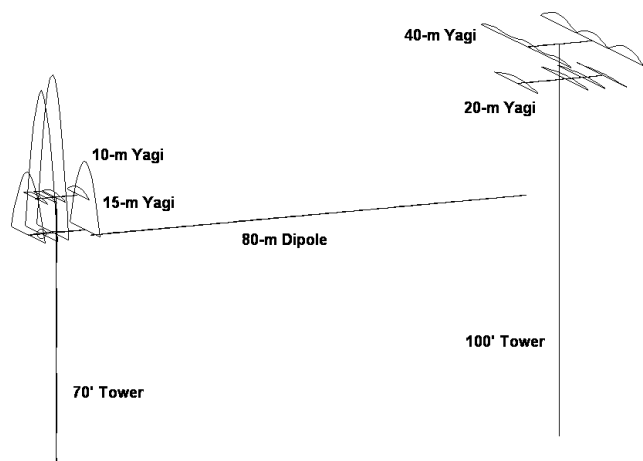 40-m Yagi
20-m Yagi
10-m Yagi
15-m Yagi
80-m Dipole
100' Tower
70' Tower